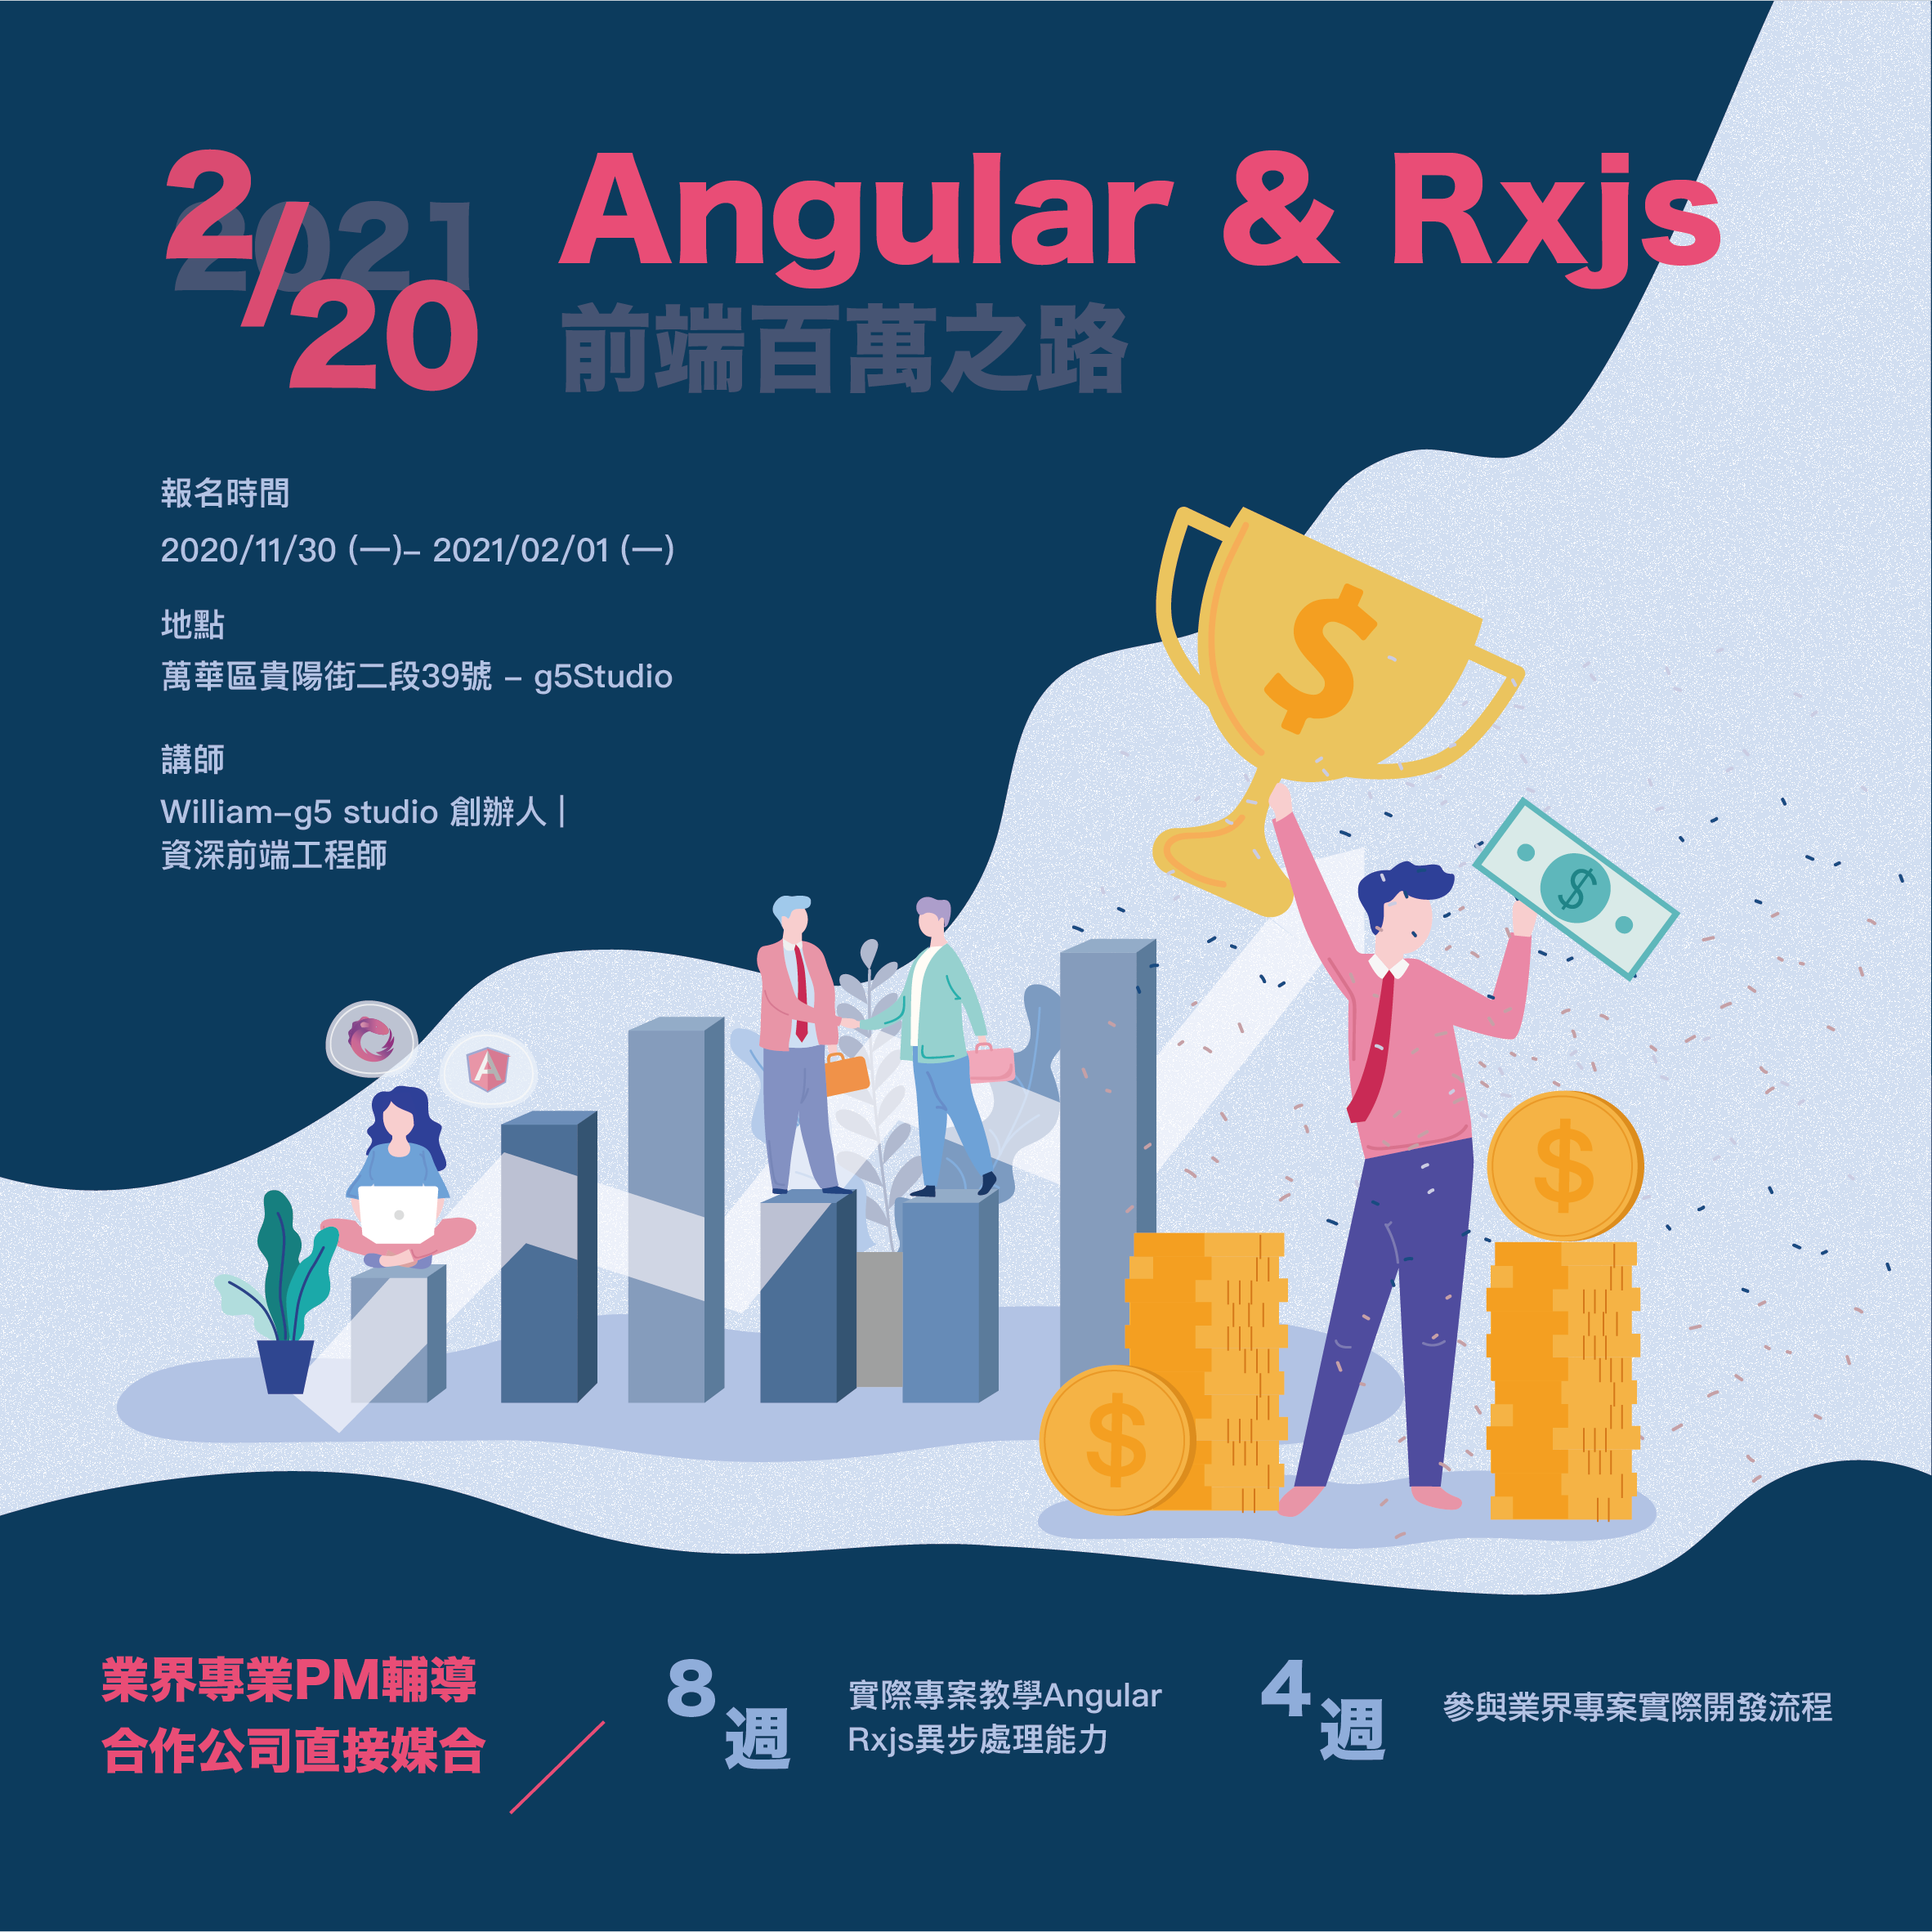 2/20
2021
Angular & Rxjs
前端百萬之路
報名時間
2020/11/30 (一)– 2021/02/01 (一)
地點
萬華區貴陽街二段39號 – g5Studio
講師
William–g5 studio 創辦人｜
資深前端工程師
$
$
A
$
$
業界專業PM輔導
合作公司直接媒合
8週
實際專案教學Angular
Rxjs異步處理能力
4週
參與業界專案實際開發流程